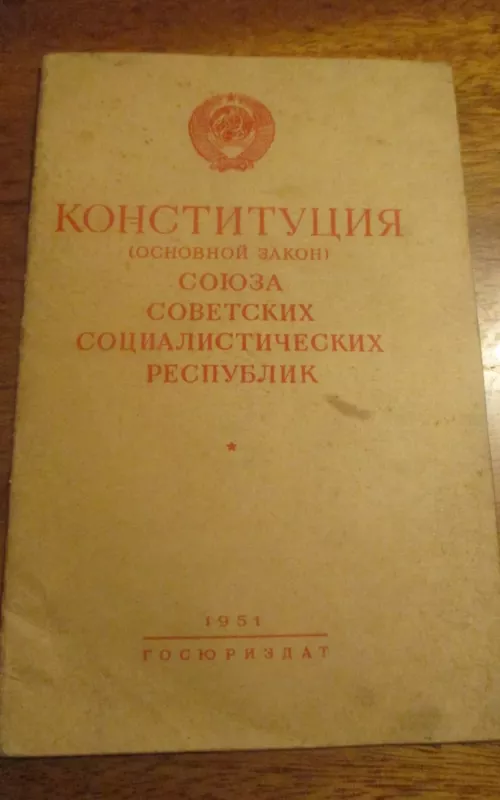 КОНСТИТУЦИЯ
(ОСНОВНОЙ ЗАКОН)
СОЮЗА
СОВЕТСКИХ
СОЦИАЛИСТИЧЕСКИХ
РЕСПУБЛИК
1951
ГОСЮРИЗДАТ